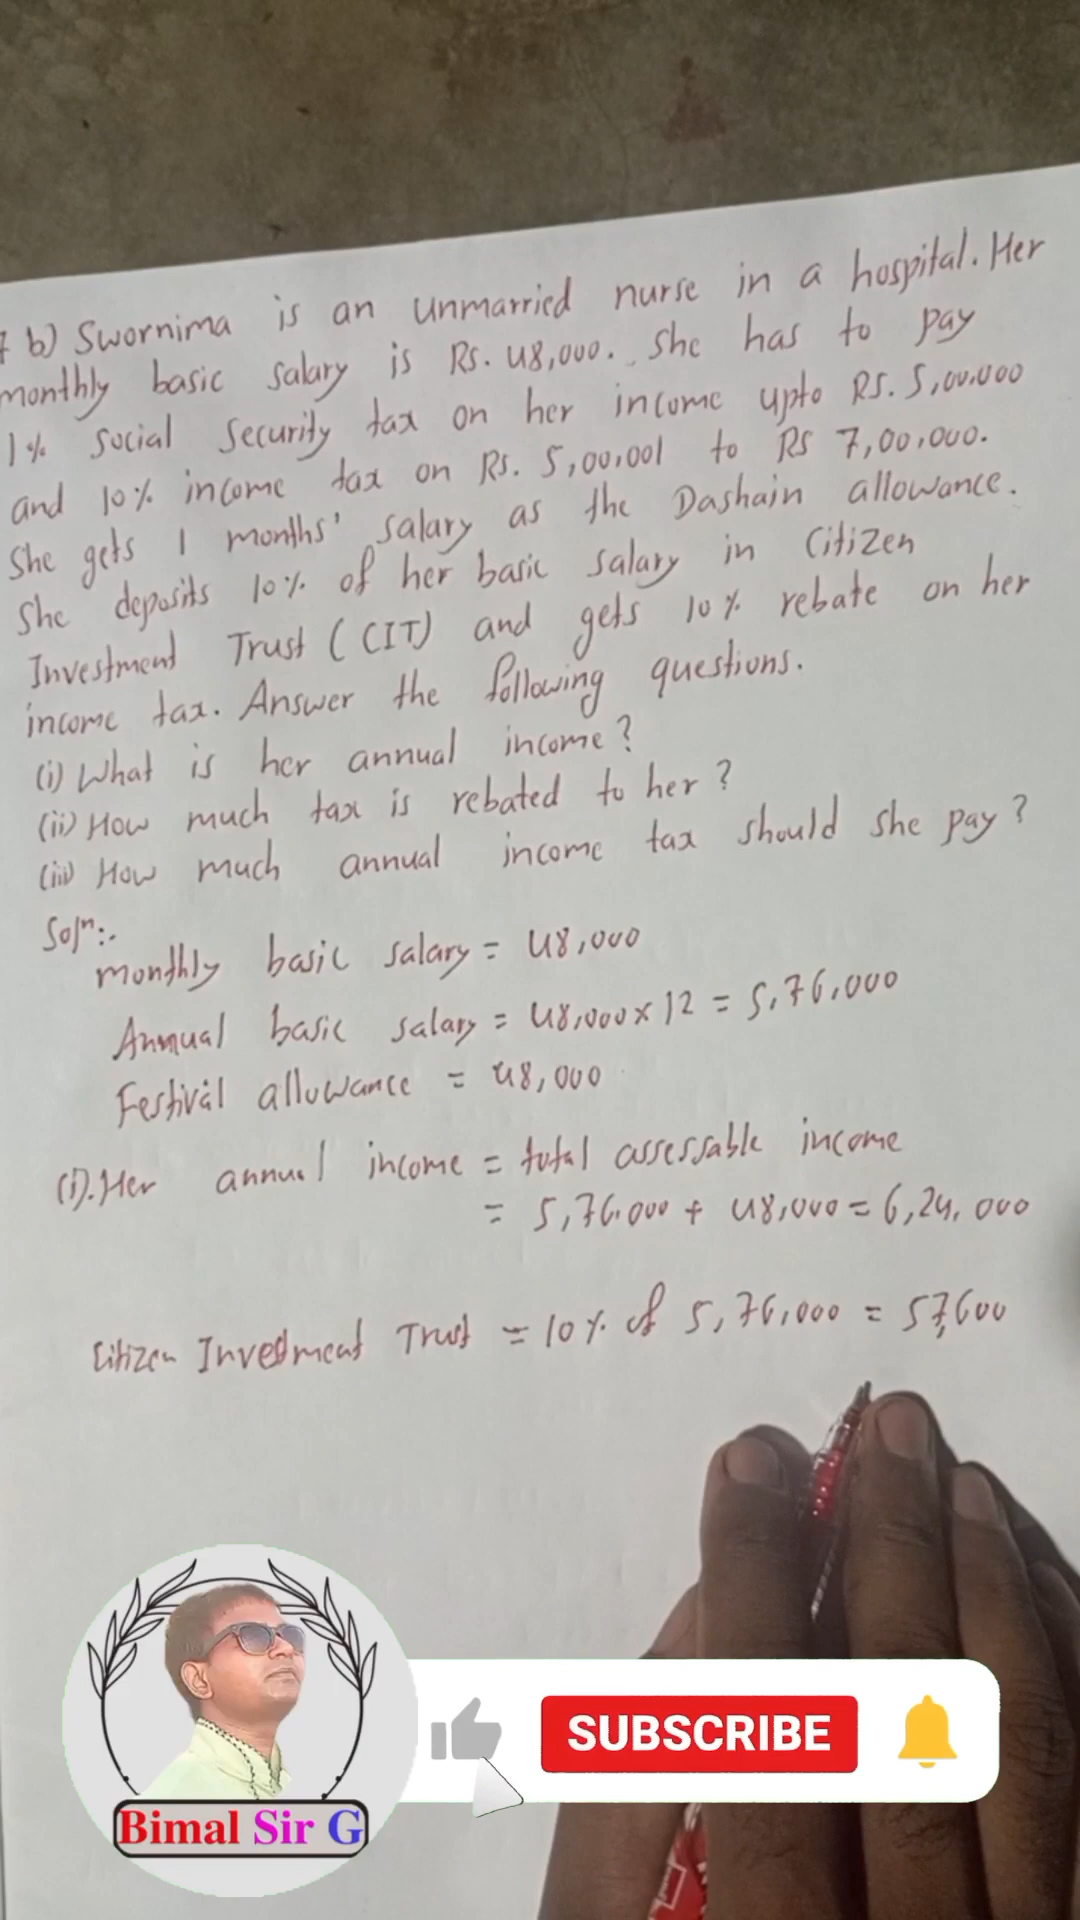 7 b) Swornima is an unmarried nurse in a hospital. Her
monthly basic salary is Rs. 48,000. She has to pay
1% social security tax on her income upto Rs. 5,00,000
and 10% income tax on Rs. 5,00,001 to Rs 7,00,000.
She gets 1 months' salary as the Dashain allowance.
She deposits 10% of her basic salary in Citizen
Investment Trust (CIT) and gets 10% rebate on her
income tax. Answer the following questions.
(i) What is her annual income?
(ii) How much tax is rebated to her?
(iii) How much annual income tax should she pay?
Solⁿ:-
monthly basic salary = 48,000
Annual basic salary = 48,000 x 12 = 5,76,000
Festival allowance = 48,000
(i). Her annual income = total assessable income
= 5,76,000 + 48,000 = 6,24,000
Citizen Investment Trust = 10% of 5,76,000 = 57,600
SUBSCRIBE
Bimal Sir G